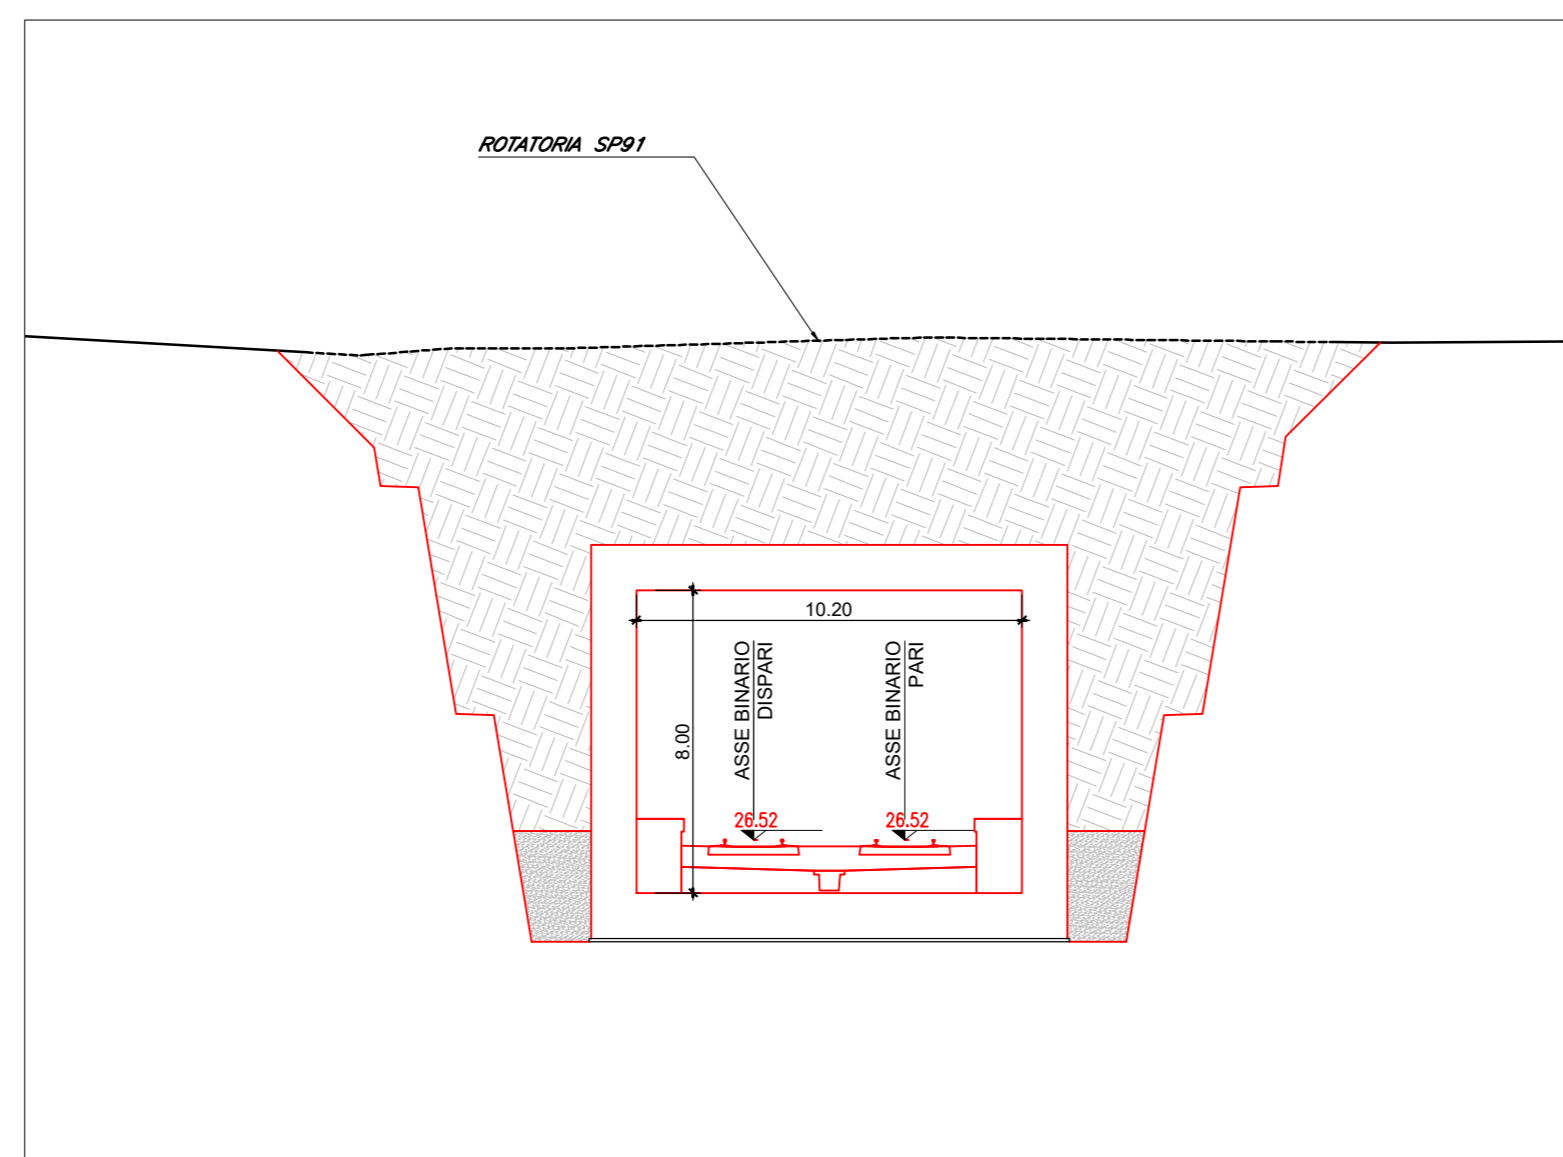 ROTATORIA SP91
10.20
8.00
ASSE BINARIO
DISPARI
ASSE BINARIO
PARI
26.52
26.52